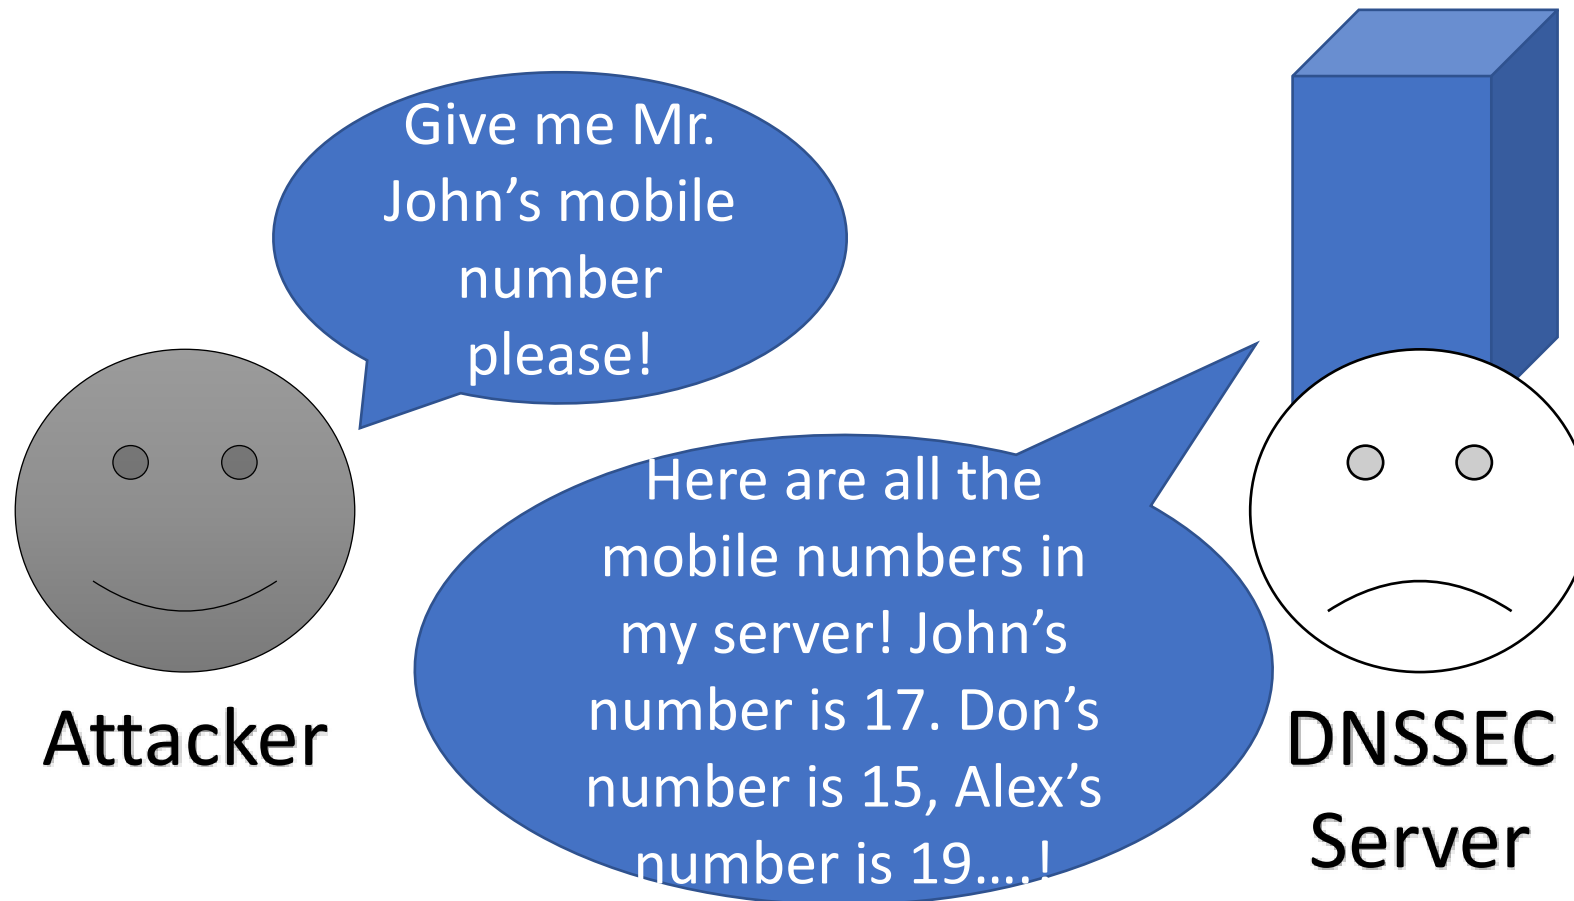 Give me Mr.
John’s mobile
number
please!
Here are all the
mobile numbers in
my server! John’s
number is 17. Don’s
number is 15, Alex’s
number is 19....!
Attacker
DNSSEC
Server